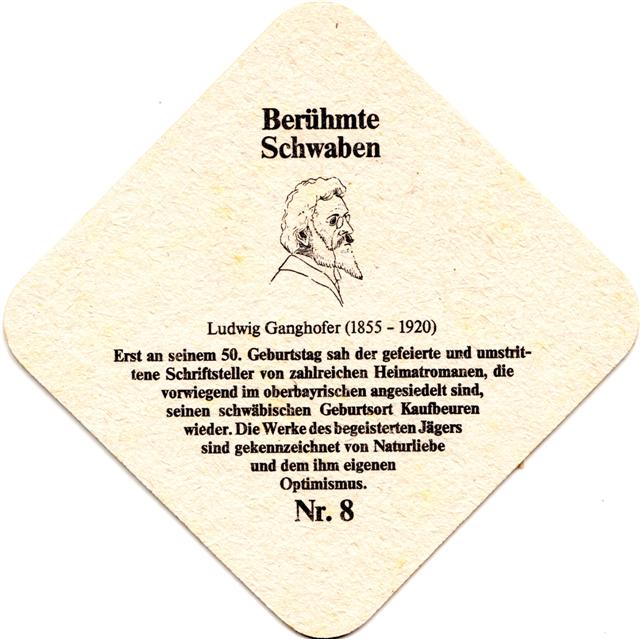 Berühmte
Schwaben
Ludwig Ganghofer (1855 - 1920)
Erst an seinem 50. Geburtstag sah der gefeierte und umstrit-
tene Schriftsteller von zahlreichen Heimatromanen, die
vorwiegend im oberbayrischen angesiedelt sind,
seinen schwäbischen Geburtsort Kaufbeuren
wieder. Die Werke des begeisterten Jägers
sind gekennzeichnet von Naturliebe
und dem ihm eigenen
Optimismus.
Nr. 8